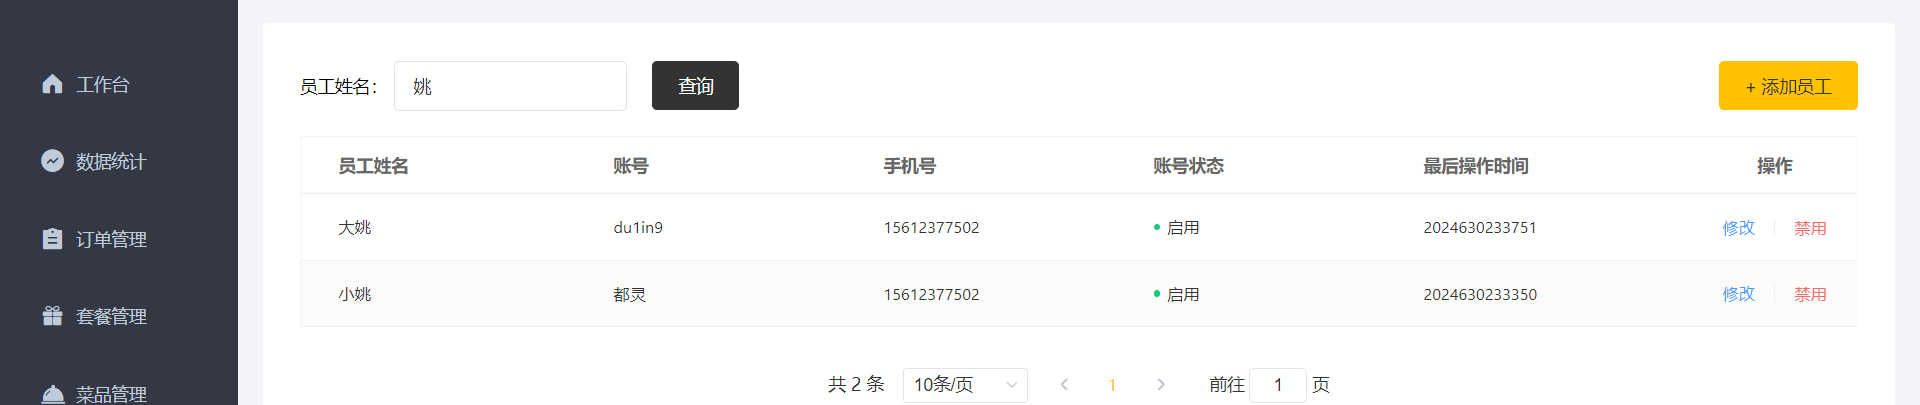 工作台
数据统计
订单管理
套餐管理
菜品管理
员工姓名： 姚 查询 + 添加员工
员工姓名 账号 手机号 账号状态 最后操作时间 操作
大姚 du1in9 15612377502 启用 2024630233751 修改 禁用
小姚 都灵 15612377502 启用 2024630233350 修改 禁用
共 2 条 10条/页 1 前往 1 页